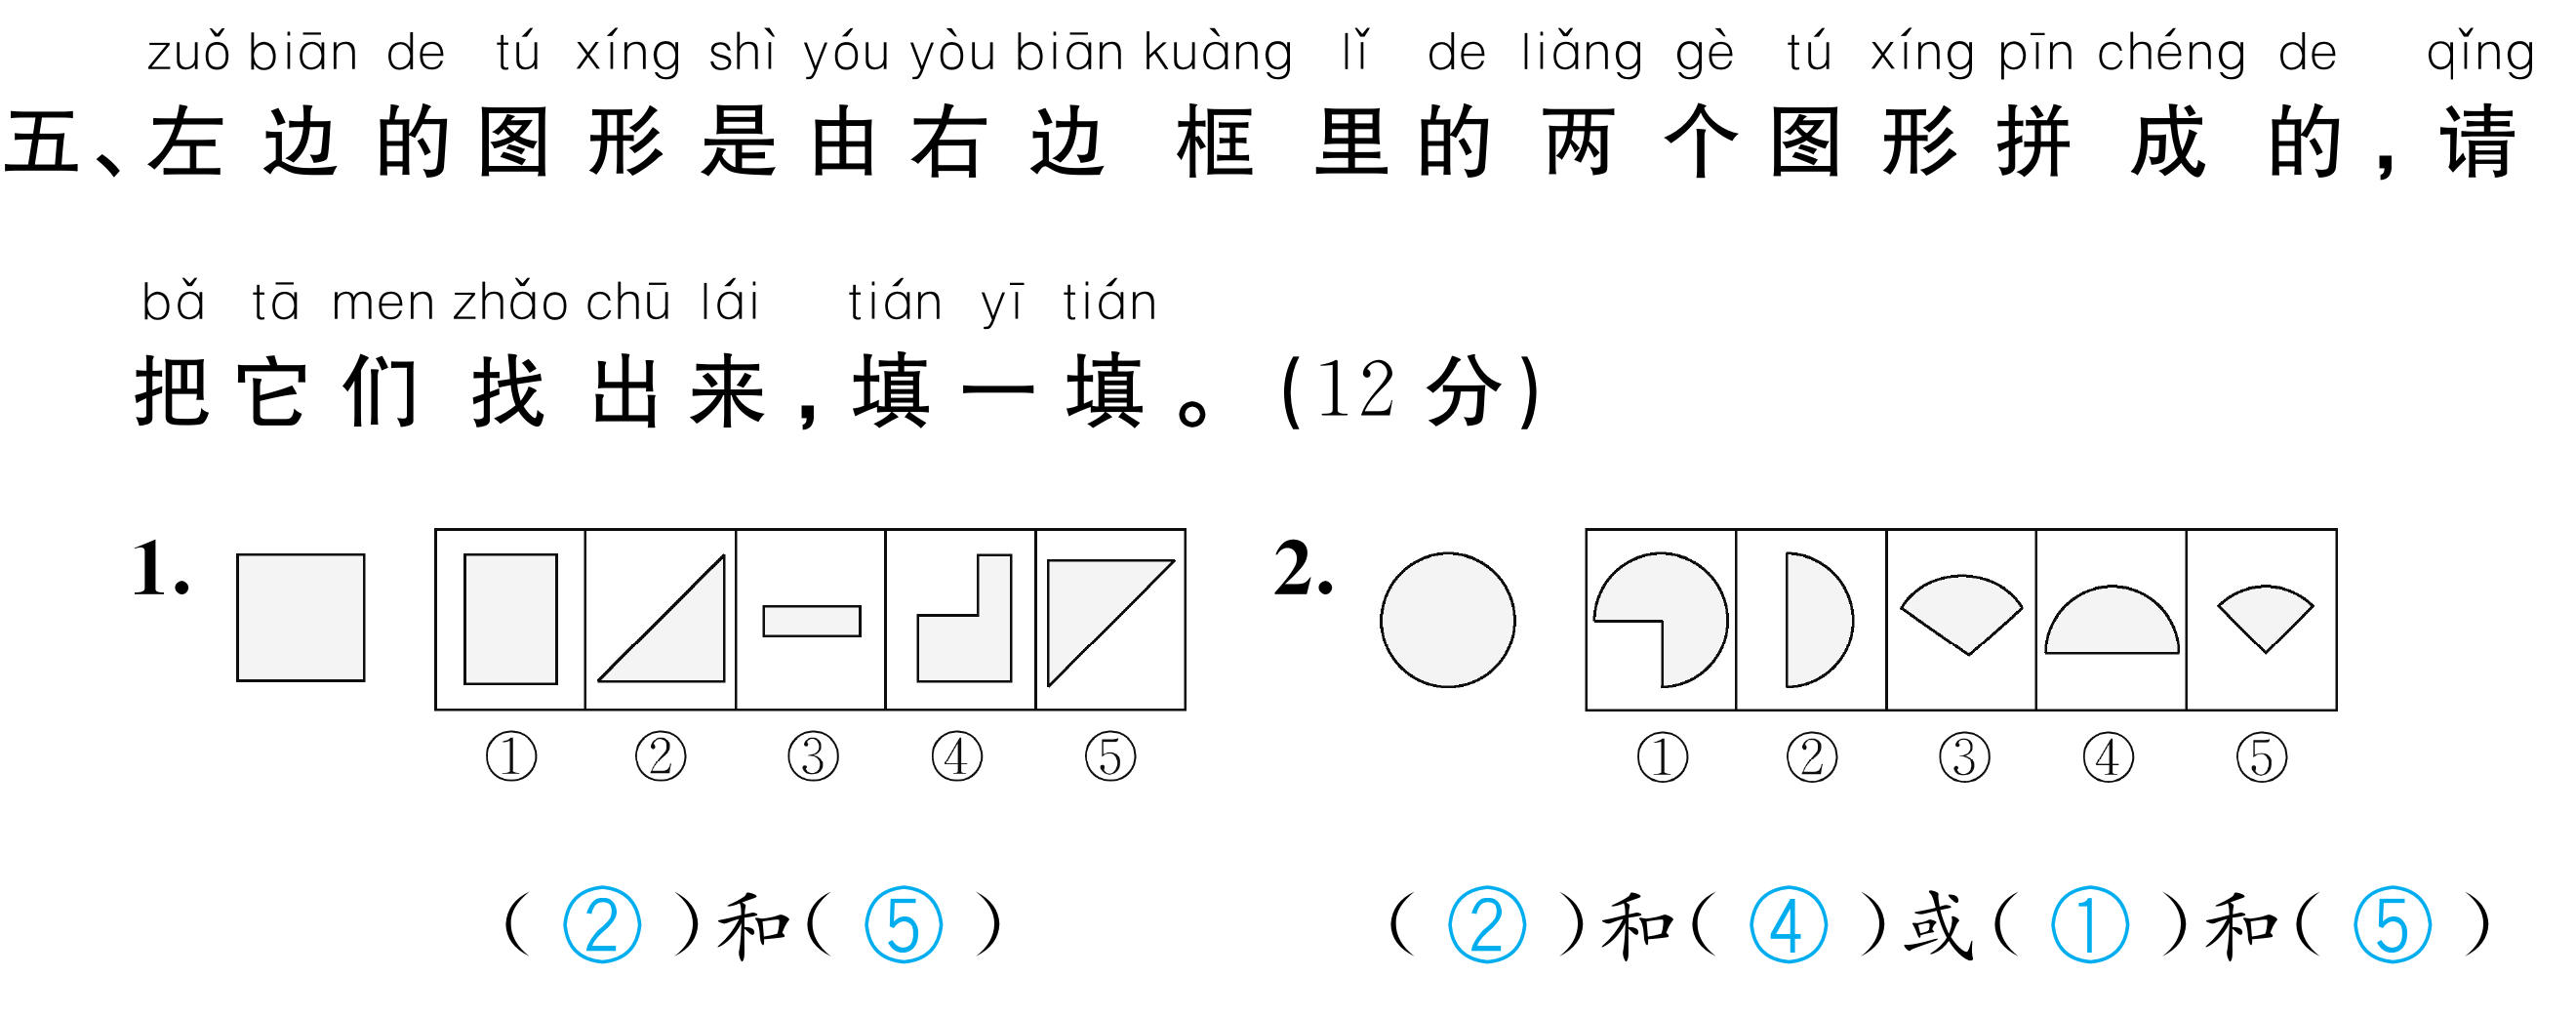 zuǒ biān de tú xíng shì yóu yòu biān kuàng lǐ de liǎng gè tú xíng pīn chéng de qǐng
五、左边的图形是由右边框里的两个图形拼成的,请
bǎ tā men zhǎo chū lái tián yī tián
把它们找出来,填一填。(12分)
1. 2.
① ② ③ ④ ⑤ ① ② ③ ④ ⑤
(②)和(⑤) (②)和(④)或(①)和(⑤)